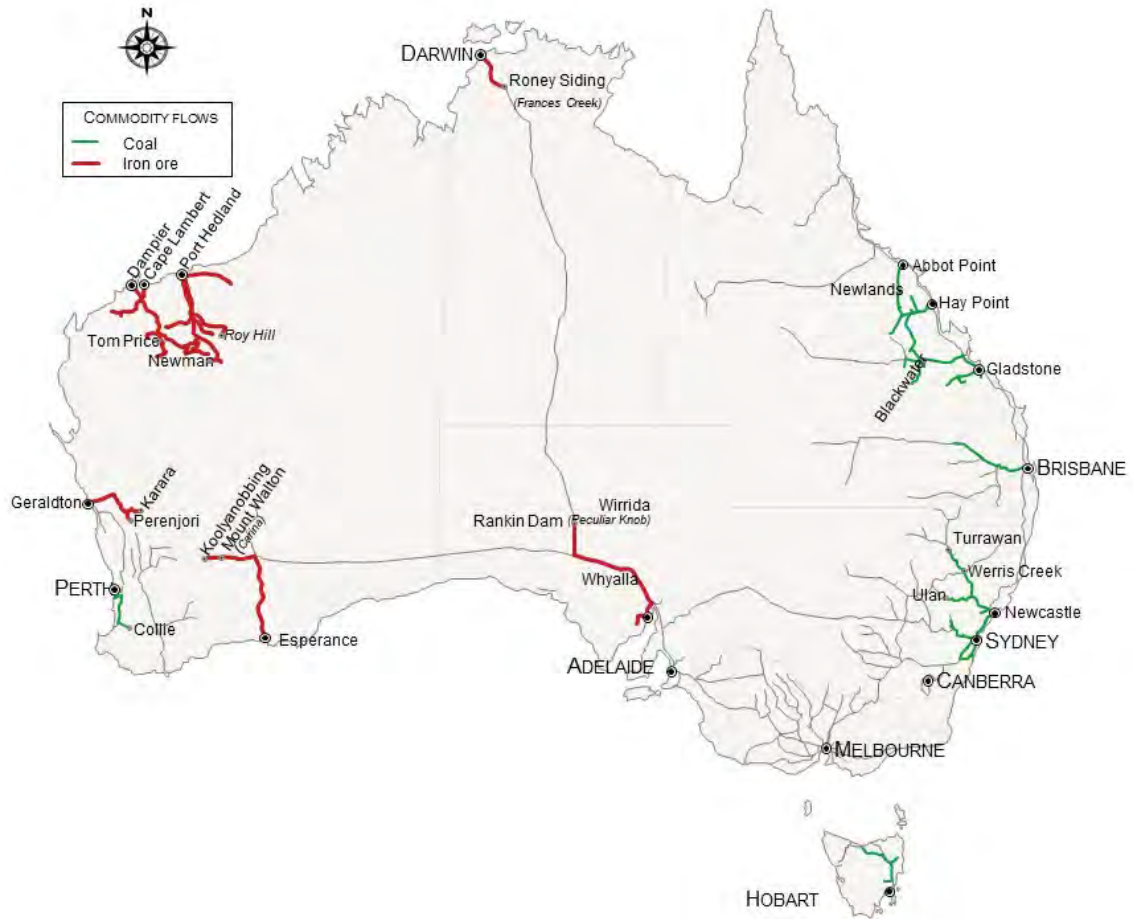 N
COMMODITY FLOWS
Coal
Iron ore
DARWIN
Roney Siding
(Frances Creek)
Dampier
Cape Lambert
Port Hedland
Tom Price
Roy Hill
Newman
Abbot Point
Newlands
Hay Point
Blackwater
Gladstone
BRISBANE
Geraldton
Karara
Perenjori
Koolyanobbing
Mount Walton
(Carina)
Wirrida
Rankin Dam (Peculiar Knob)
Turrawan
Werris Creek
Whyalla
Ulan
Newcastle
PERTH
Collie
Esperance
SYDNEY
ADELAIDE
CANBERRA
MELBOURNE
HOBART